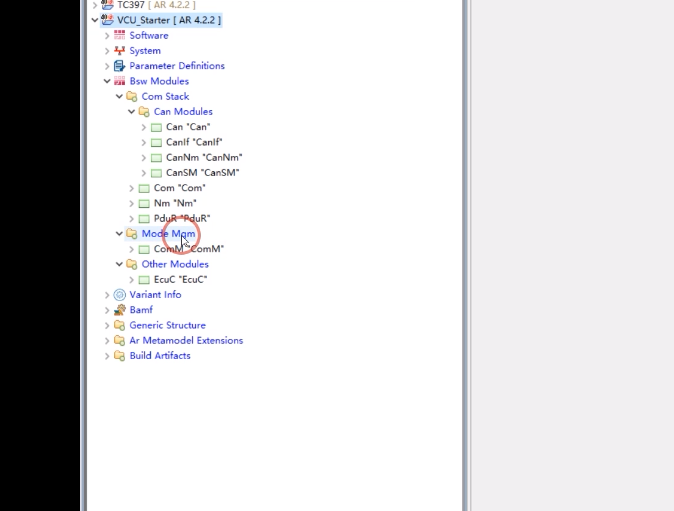 TC397 [ AR 4.2.2 ]
VCU_Starter [ AR 4.2.2 ]
Software
System
Parameter Definitions
Bsw Modules
Com Stack
Can Modules
Can "Can"
CanIf "CanIf"
CanNm "CanNm"
CanSM "CanSM"
Com "Com"
Nm "Nm"
PduR "PduR"
Mode Mgm
ComM "ComM"
Other Modules
EcuC "EcuC"
Variant Info
Bamf
Generic Structure
Ar Metamodel Extensions
Build Artifacts